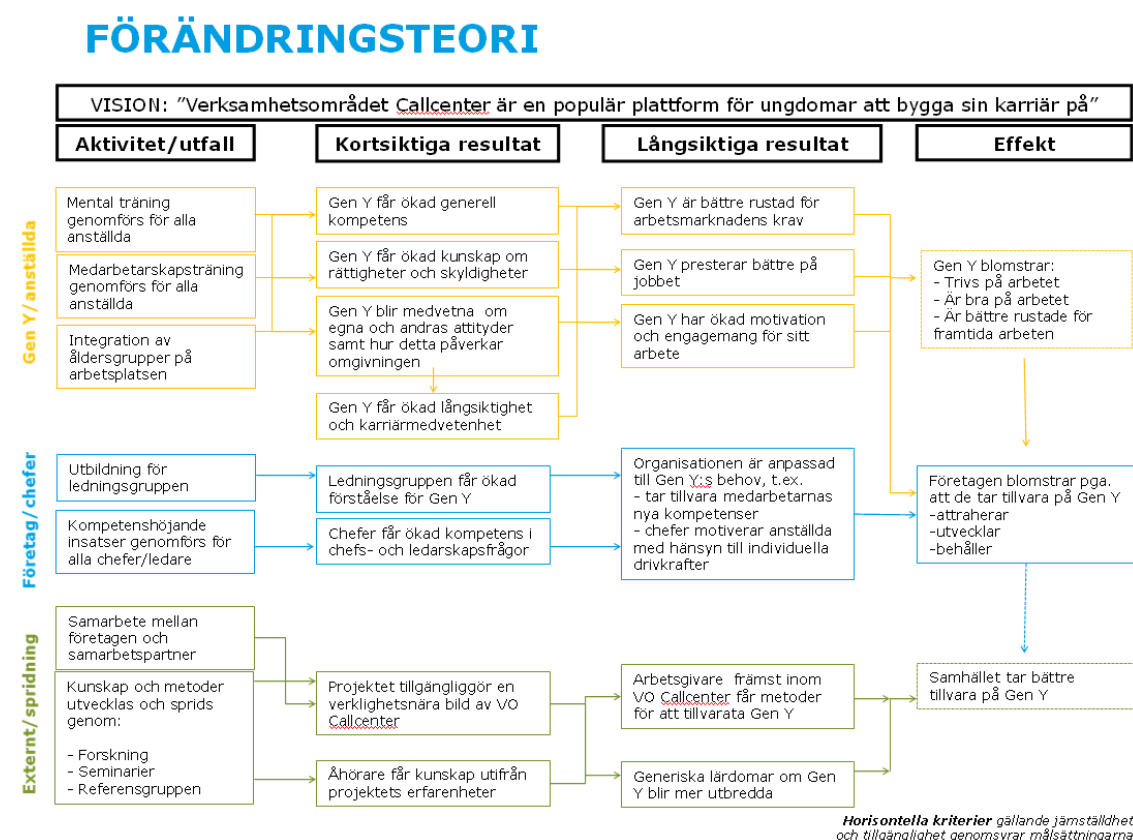 FÖRÄNDRINGSTEORI
VISION: ”Verksamhetsområdet Callcenter är en populär plattform för ungdomar att bygga sin karriär på”
Aktivitet/utfall
Kortsiktiga resultat
Långsiktiga resultat
Effekt
Gen Y/anställda
Mental träning
genomförs för alla
anställda
Medarbetarskapsträning
genomförs för alla
anställda
Integration av
åldersgrupper på
arbetsplatsen
Gen Y får ökad generell
kompetens
Gen Y får ökad kunskap om
rättigheter och skyldigheter
Gen Y blir medvetna om
egna och andras attityder
samt hur detta påverkar
omgivningen
Gen Y får ökad långsiktighet
och karriärmedvetenhet
Gen Y är bättre rustad för
arbetsmarknadens krav
Gen Y presterar bättre på
jobbet
Gen Y har ökad motivation
och engagemang för sitt
arbete
Gen Y blomstrar:
- Trivs på arbetet
- Är bra på arbetet
- Är bättre rustade för
framtida arbeten
Företag/chefer
Utbildning för
ledningsgruppen
Kompetenshöjande
insatser genomförs för
alla chefer/ledare
Ledningsgruppen får ökad
förståelse för Gen Y
Chefer får ökad kompetens i
chefs- och ledarskapsfrågor
Organisationen är anpassad
till Gen Y:s behov, t.ex.
- tar tillvara medarbetarnas
nya kompetenser
- chefer motiverar anställda
med hänsyn till individuella
drivkrafter
Företagen blomstrar pga.
att de tar tillvara på Gen Y
-attraherar
-utvecklar
-behåller
Externt/spridning
Samarbete mellan
företagen och
samarbetspartner
Kunskap och metoder
utvecklas och sprids
genom:
- Forskning
- Seminarier
- Referensgruppen
Projektet tillgängliggör en
verklighetsnära bild av VO
Callcenter
Åhörare får kunskap utifrån
projektets erfarenheter
Arbetsgivare främst inom
VO Callcenter får metoder
för att tillvarata Gen Y
Generiska lärdomar om Gen
Y blir mer utbredda
Samhället tar bättre
tillvara på Gen Y
Horisontella kriterier gällande jämställdhet
och tillgänglighet genomsyrar målsättningarna